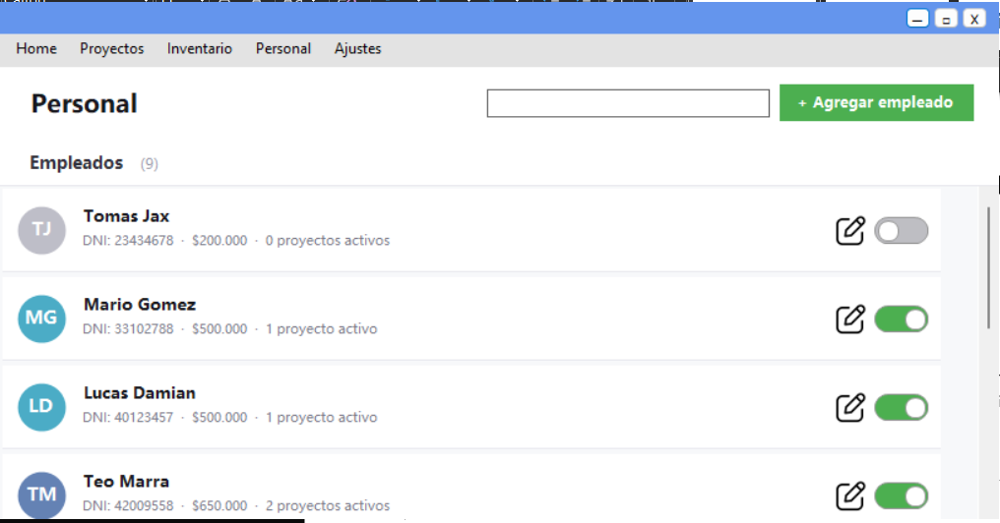 X
Home Proyectos Inventario Personal Ajustes
Personal
+ Agregar empleado
Empleados (9)
TJ
Tomas Jax
DNI: 23434678 · $200.000 · 0 proyectos activos
MG
Mario Gomez
DNI: 33102788 · $500.000 · 1 proyecto activo
LD
Lucas Damian
DNI: 40123457 · $500.000 · 1 proyecto activo
TM
Teo Marra
DNI: 42009558 · $650.000 · 2 proyectos activos